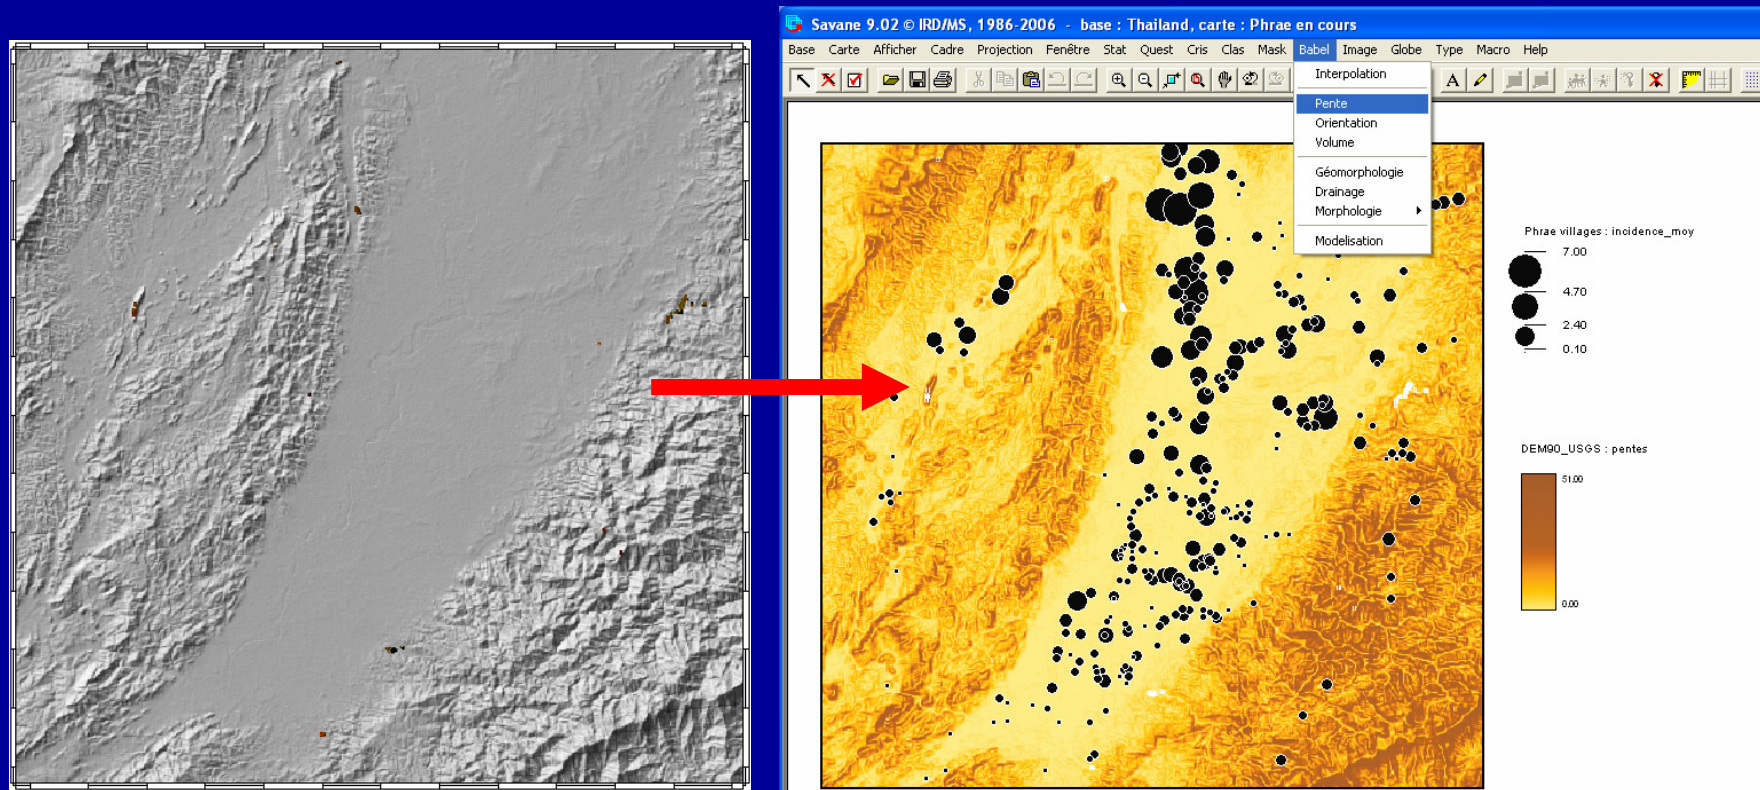 Savane 9.02 © IRD/MS, 1986-2006 - base : Thailand, carte : Phrae en cours
Base Carte Afficher Cadre Projection Fenêtre Stat Quest Cris Clas Mask Babel Image Globe Type Macro Help
A
Interpolation
Pente
Orientation
Volume
Géomorphologie
Drainage
Morphologie
Modelisation
Phrae villages : incidence_moy
7.00
4.70
2.40
0.10
DEM90_USGS : pentes
51.00
0.00